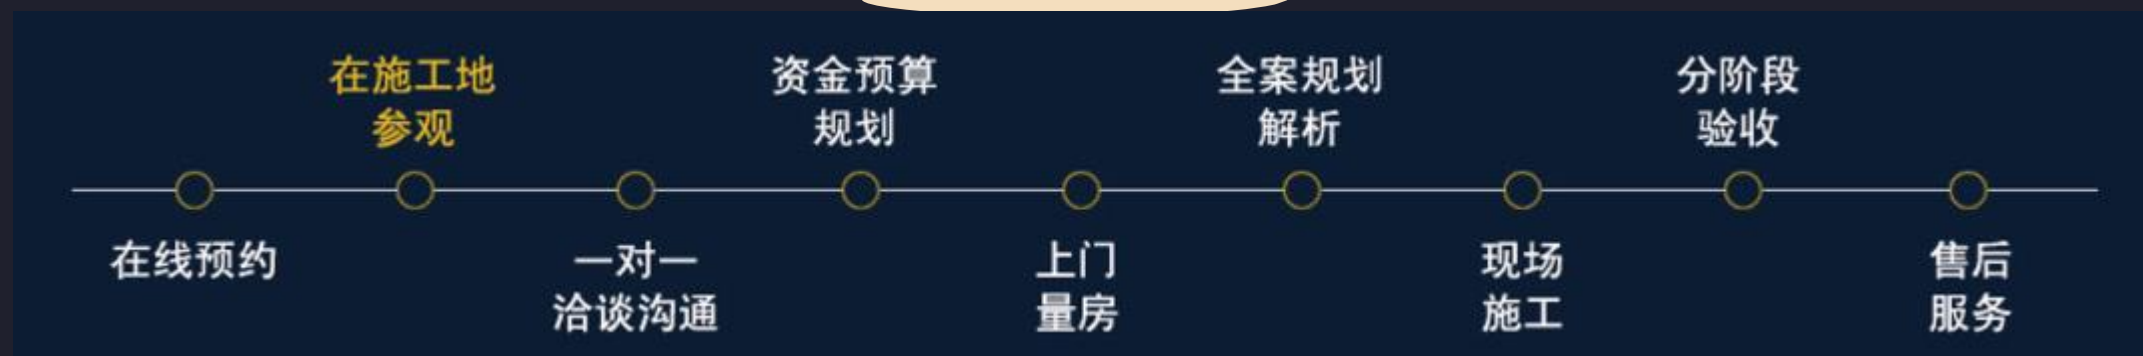 在线预约
在施工地
参观
一对一
洽谈沟通
资金预算
规划
上门
量房
全案规划
解析
现场
施工
分阶段
验收
售后
服务